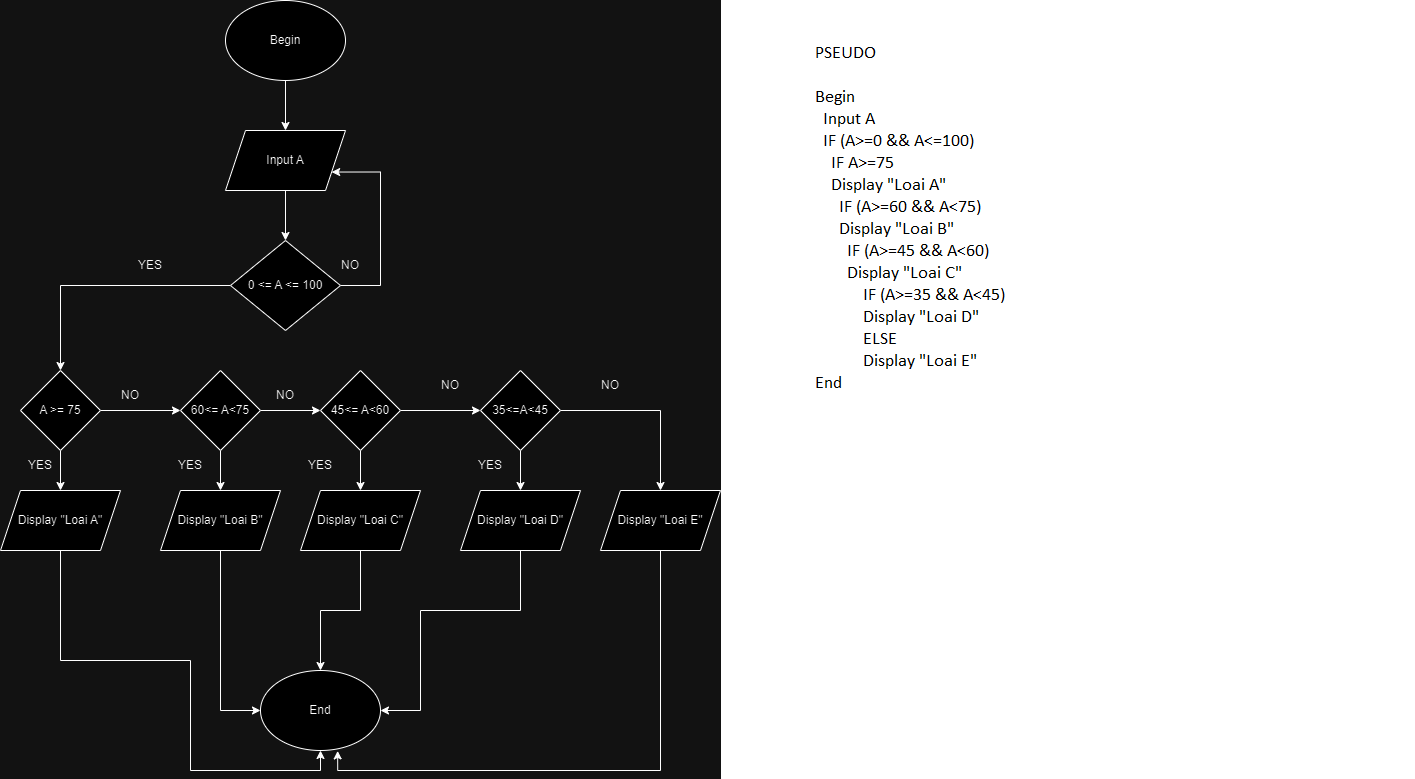 Begin
Input A
YES
NO
0 <= A <= 100
A >= 75
NO
60<= A<75
NO
45<= A<60
NO
35<=A<45
NO
YES
YES
YES
YES
Display "Loai A"
Display "Loai B"
Display "Loai C"
Display "Loai D"
Display "Loai E"
End
PSEUDO
Begin
Input A
IF (A>=0 && A<=100)
IF A>=75
Display "Loai A"
IF (A>=60 && A<75)
Display "Loai B"
IF (A>=45 && A<60)
Display "Loai C"
IF (A>=35 && A<45)
Display "Loai D"
ELSE
Display "Loai E"
End